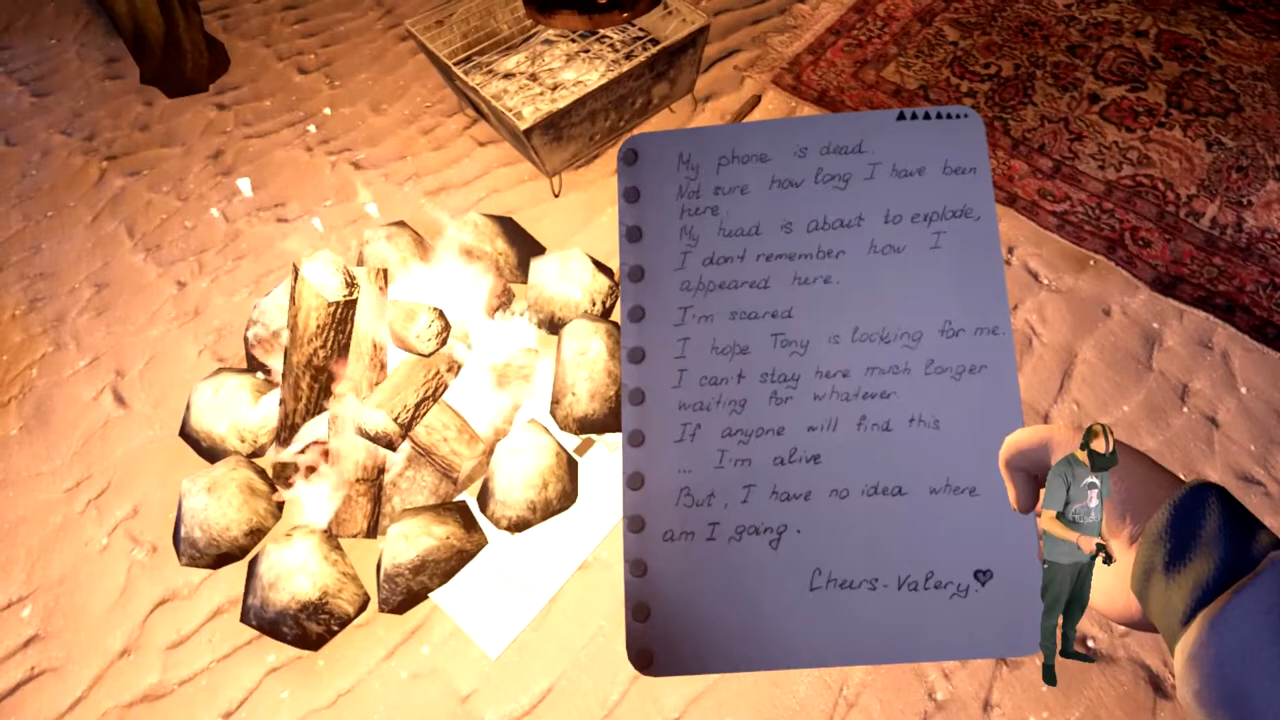 My phone is dead.
Not sure how long I have been
here.
My head is about to explode,
I don't remember how I
appeared here.
I'm scared
I hope Tony is looking for me.
I can't stay here much longer
waiting for whatever.
If anyone will find this
... I'm alive
But, I have no idea where
am I going.
Cheers-Valery.